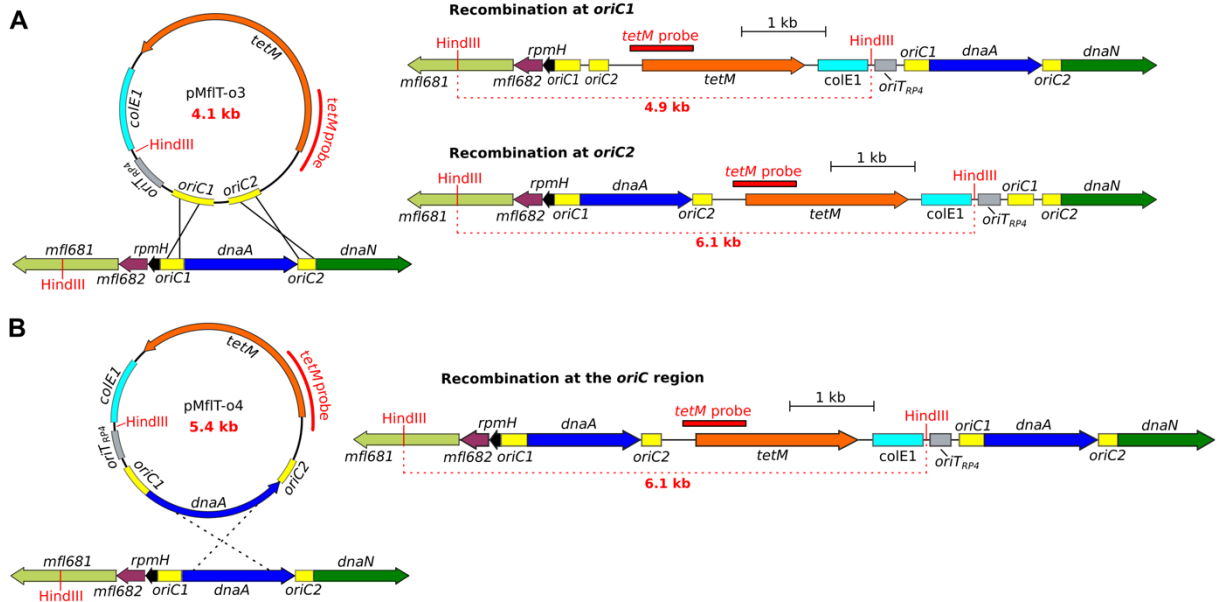 A
tetM
colE1
pMflT-o3
4.1 kb
tetM probe
HindIII
oriT RP4
oriC1
oriC2
mfl681
rpmH
dnaA
dnaN
HindIII
mfl682
oriC1
oriC2
Recombination at oriC1
1 kb
HindIII
tetM probe
HindIII
rpmH
oriC1
dnaA
dnaN
mfl681
mfl682
oriC1
oriC2
tetM
colE1
oriTRP4
oriC2
4.9 kb
Recombination at oriC2
1 kb
HindIII
tetM probe
HindIII
rpmH
dnaA
oriC1
dnaN
mfl681
mfl682
oriC1
oriC2
tetM
colE1
oriTRP4
oriC2
6.1 kb
B
tetM
colE1
pMflT-o4
5.4 kb
tetM probe
HindIII
oriT RP4
oriC1
oriC2
dnaA
mfl681
rpmH
dnaN
HindIII
mfl682
oriC1
dnaA
oriC2
Recombination at the oriC region
1 kb
tetM probe
HindIII
HindIII
rpmH
dnaA
oriC1
dnaA
dnaN
mfl681
mfl682
oriC1
oriC2
tetM
colE1
oriTRP4
oriC2
6.1 kb